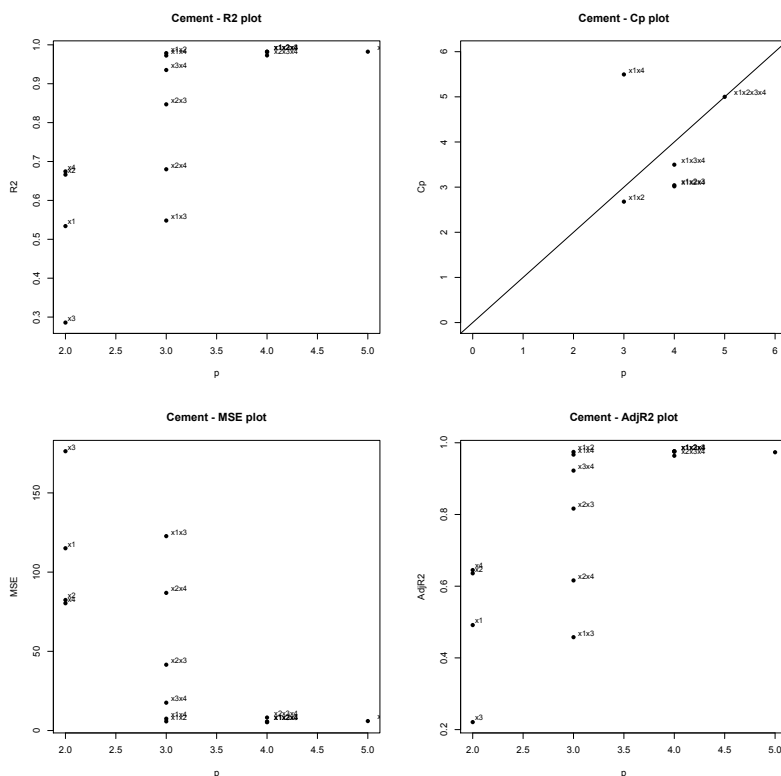 Cement - R2 plot
R2
1.0
0.9
0.8
0.7
0.6
0.5
0.4
0.3
x1x2
x1x4
x3x4
x2x3
x2x4
x1x3
x4
x2
x1
x3
x2x3x4
x
2.0 2.5 3.0 3.5 4.0 4.5 5.0
p
Cement - Cp plot
Cp
6
5
4
3
2
1
0
x1x4
x1x2x3x4
x1x3x4
x1x2
0 1 2 3 4 5 6
p
Cement - MSE plot
MSE
150
100
50
0
x3
x1
x2
x4
x1x3
x2x4
x2x3
x3x4
x1x4
x1x2
x2x3x4
x
2.0 2.5 3.0 3.5 4.0 4.5 5.0
p
Cement - AdjR2 plot
AdjR2
1.0
0.8
0.6
0.4
0.2
x1x2
x1x4
x3x4
x2x3
x2x4
x1x3
x4
x2
x1
x3
x2x3x4
2.0 2.5 3.0 3.5 4.0 4.5 5.0
p